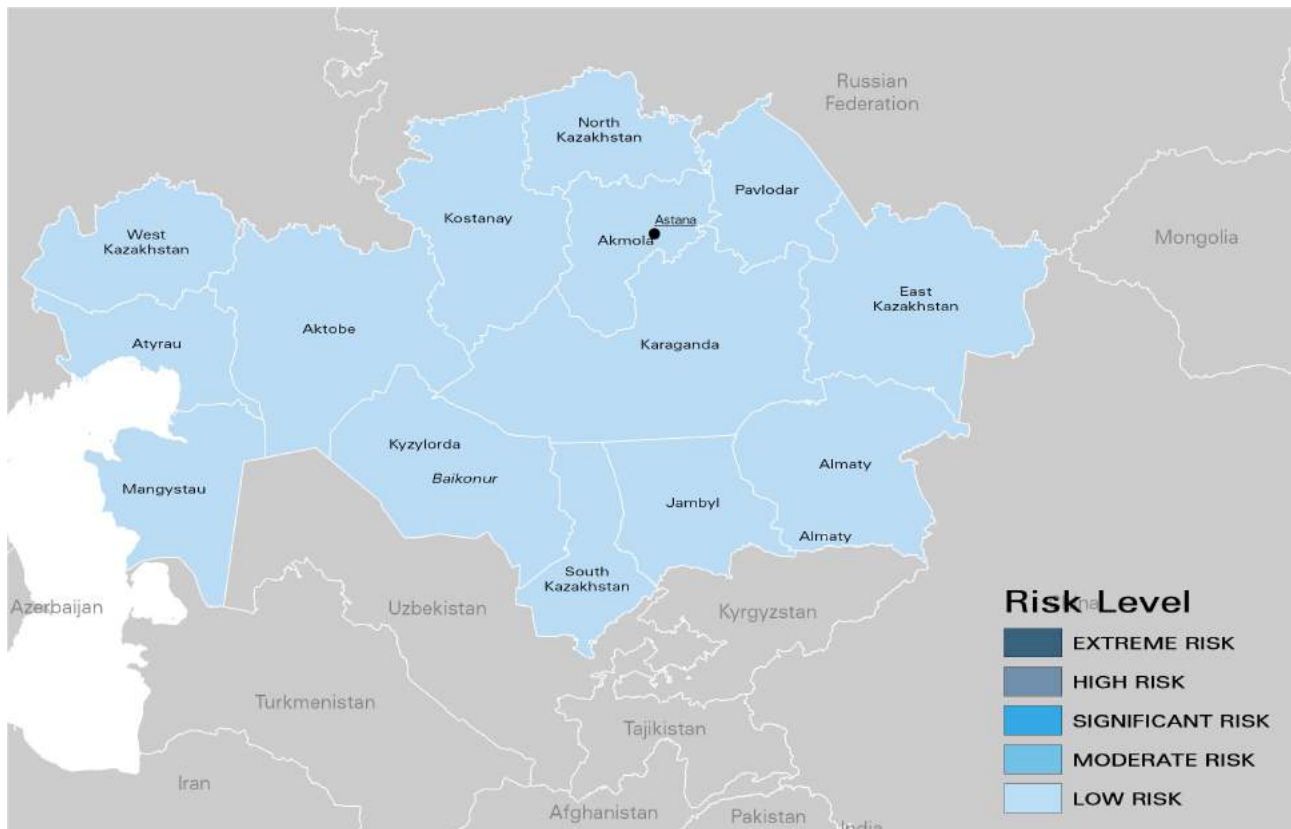 Russian
Federation
North
Kazakhstan
Pavlodar
Kostanay
Astana
Akmola
West
Kazakhstan
Mongolia
East
Kazakhstan
Aktobe
Atyrau
Karaganda
Kyzylorda
Baikonur
Almaty
Mangystau
Jambyl
Almaty
South
Kazakhstan
Azerbaijan
Uzbekistan
Kyrgyzstan
Turkmenistan
Tajikistan
Iran
Afghanistan
Pakistan
India
Risk Level
EXTREME RISK
HIGH RISK
SIGNIFICANT RISK
MODERATE RISK
LOW RISK